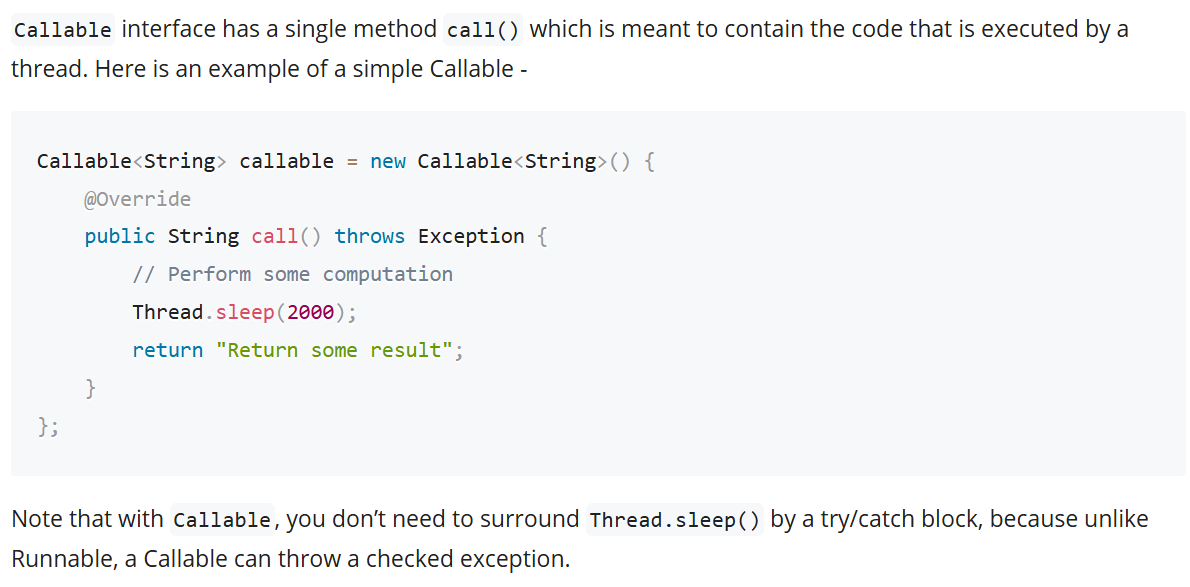 Callable interface has a single method call() which is meant to contain the code that is executed by a
thread. Here is an example of a simple Callable -
Callable<String> callable = new Callable<String>() {
    @Override
    public String call() throws Exception {
        // Perform some computation
        Thread.sleep(2000);
        return "Return some result";
    }
};
Note that with Callable, you don’t need to surround Thread.sleep() by a try/catch block, because unlike
Runnable, a Callable can throw a checked exception.